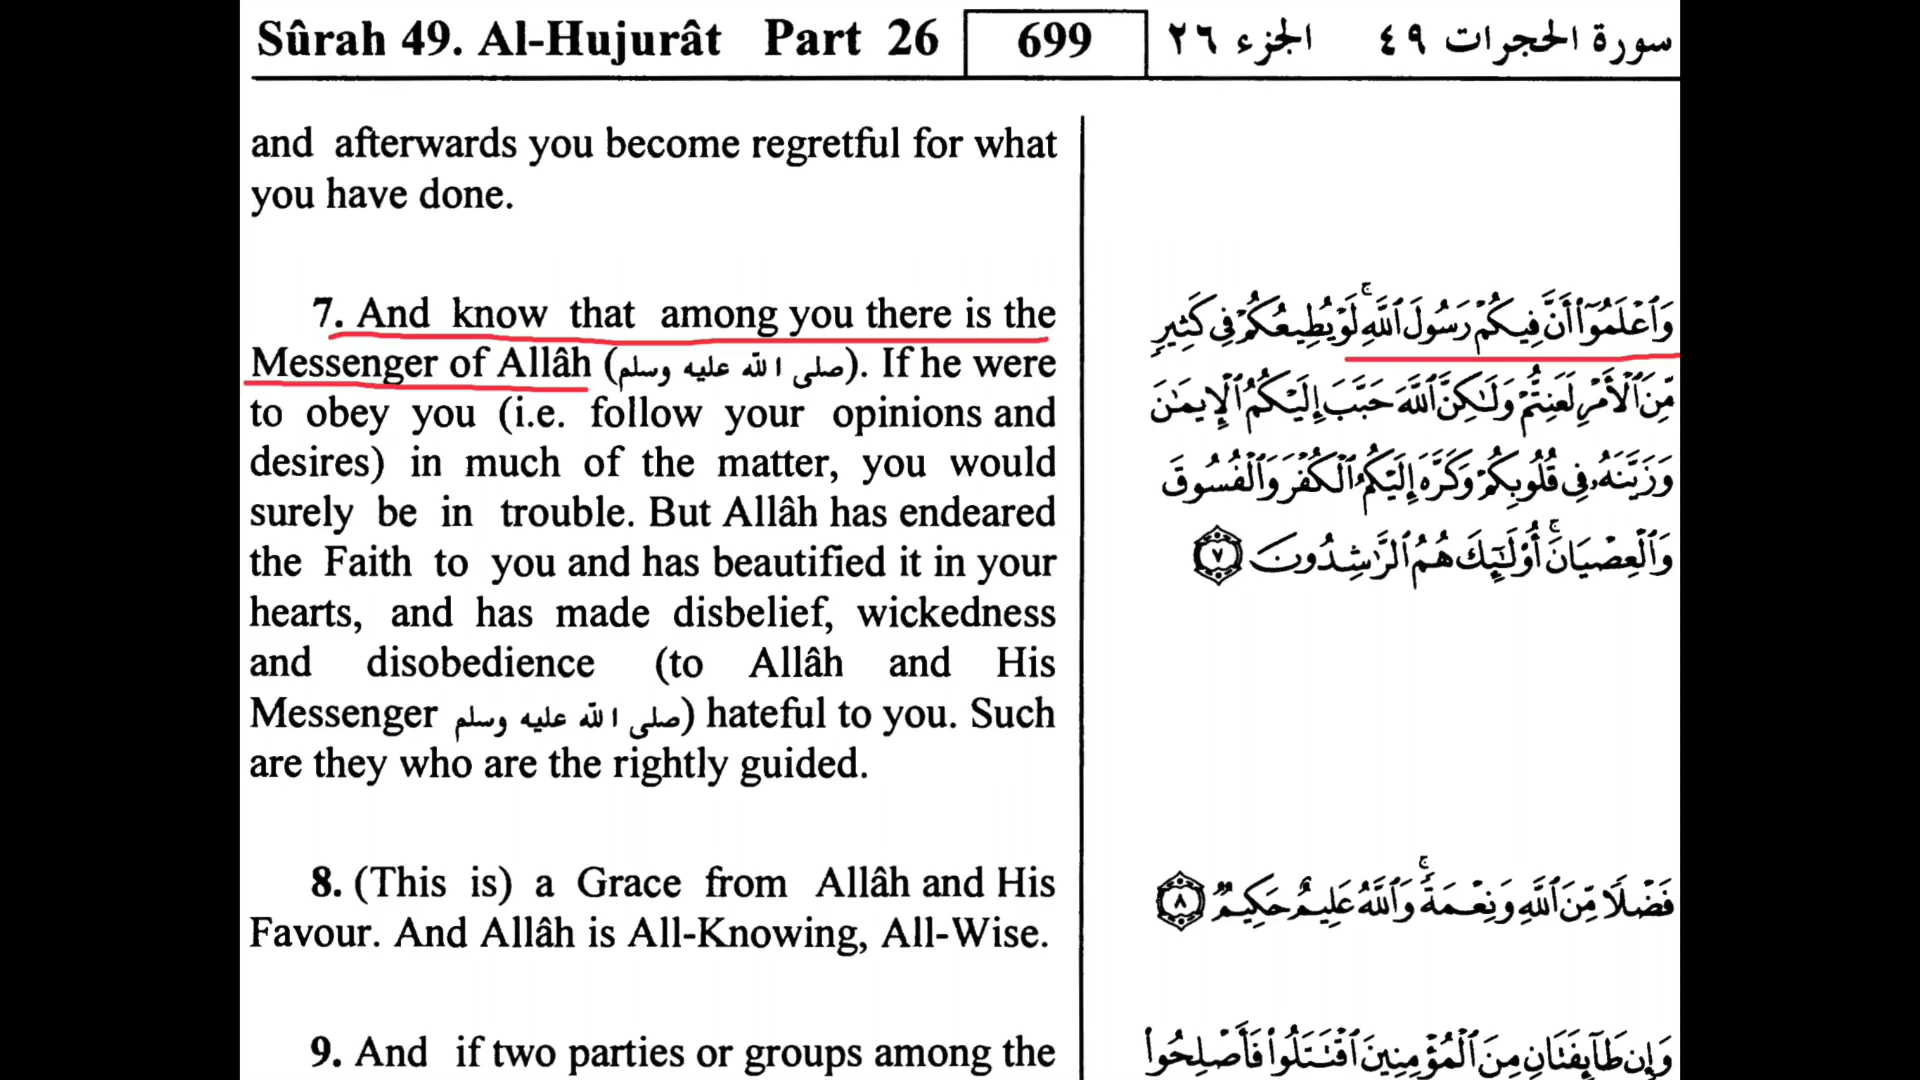 Sûrah 49. Al-Hujurât Part 26 699 الجزء ٢٦ سورة الحجرات ٤٩
and afterwards you become regretful for what
you have done.
7. And know that among you there is the
Messenger of Allâh (صلى الله عليه وسلم). If he were
to obey you (i.e. follow your opinions and
desires) in much of the matter, you would
surely be in trouble. But Allâh has endeared
the Faith to you and has beautified it in your
hearts, and has made disbelief, wickedness
and disobedience (to Allâh and His
Messenger صلى الله عليه وسلم) hateful to you. Such
are they who are the rightly guided.
8. (This is) a Grace from Allâh and His
Favour. And Allâh is All-Knowing, All-Wise.
9. And if two parties or groups among the
وَٱعْلَمُوٓا۟ أَنَّ فِيكُمْ رَسُولَ ٱللَّهِ ۚ لَوْ يُطِيعُكُمْ فِى كَثِيرٍ
مِّنَ ٱلْأَمْرِ لَعَنِتُّمْ وَلَٰكِنَّ ٱللَّهَ حَبَّبَ إِلَيْكُمُ ٱلْإِيمَٰنَ
وَزَيَّنَهُۥ فِى قُلُوبِكُمْ وَكَرَّهَ إِلَيْكُمُ ٱلْكُفْرَ وَٱلْفُسُوقَ
وَٱلْعِصْيَانَ ۚ أُو۟لَٰٓئِكَ هُمُ ٱلرَّٰشِدُونَ ٧
فَضْلًا مِّنَ ٱللَّهِ وَنِعْمَةً ۚ وَٱللَّهُ عَلِيمٌ حَكِيمٌ ٨
وَإِن طَآئِفَتَانِ مِنَ ٱلْمُؤْمِنِينَ ٱقْتَتَلُوا۟ فَأَصْلِحُوا۟